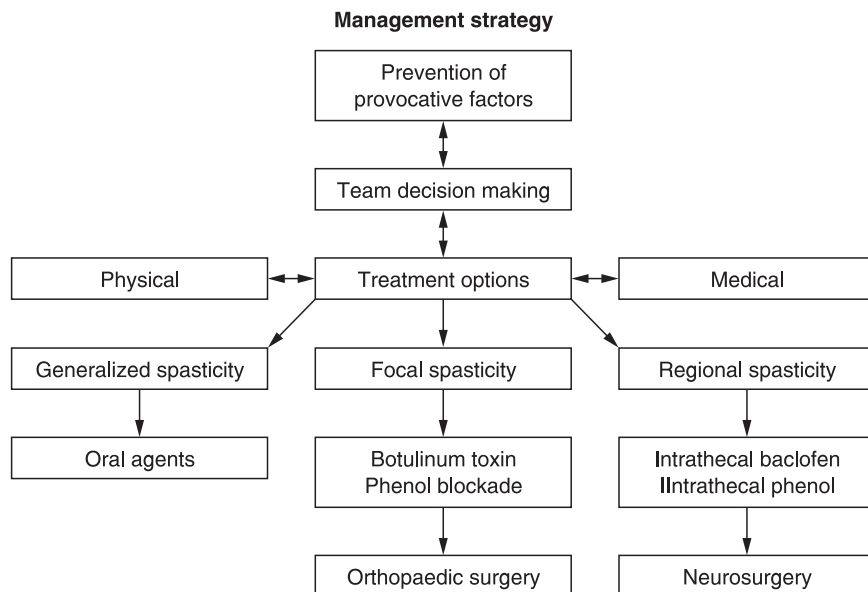 Management strategy
Prevention of
provocative factors
Team decision making
Physical
Treatment options
Medical
Generalized spasticity
Focal spasticity
Regional spasticity
Oral agents
Botulinum toxin
Phenol blockade
Intrathecal baclofen
IIntrathecal phenol
Orthopaedic surgery
Neurosurgery